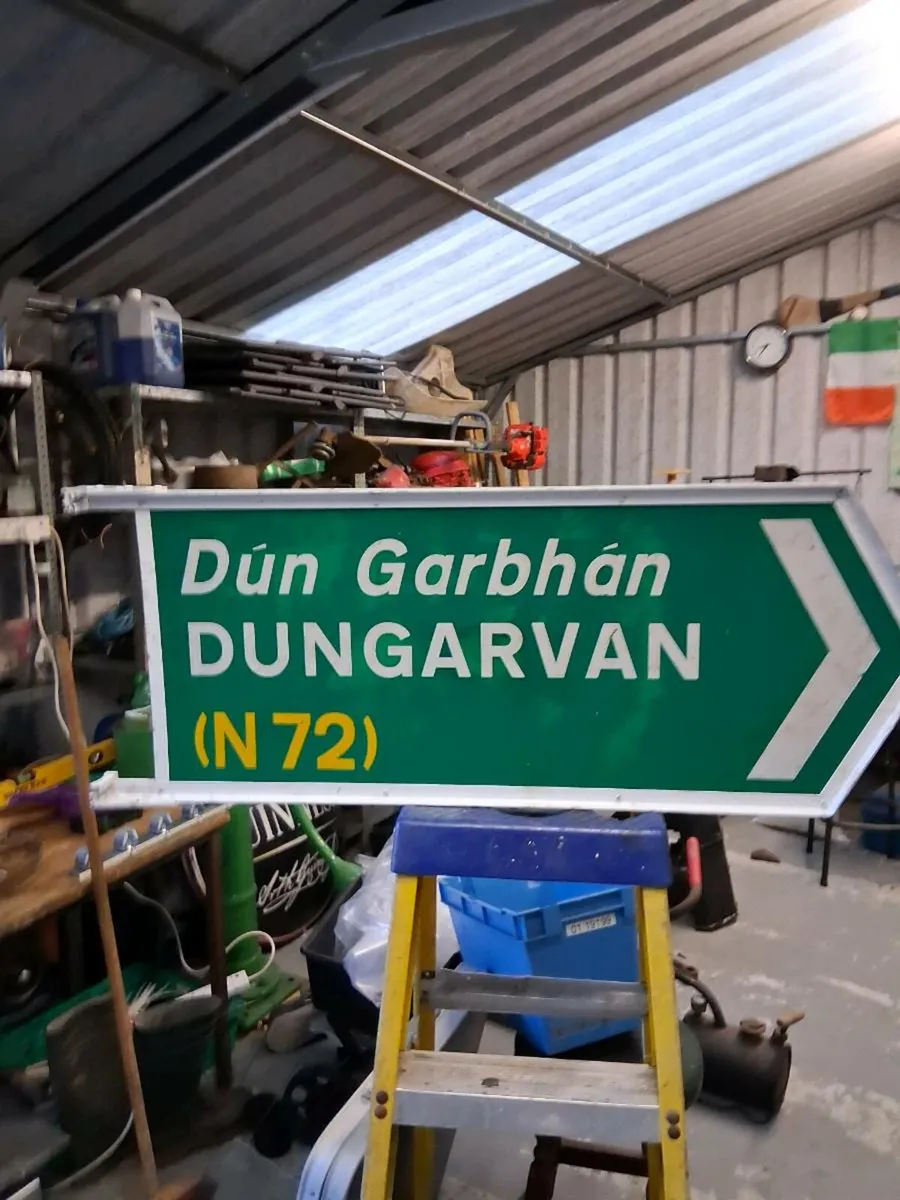 Dún Garbhán
DUNGARVAN
(N 72)